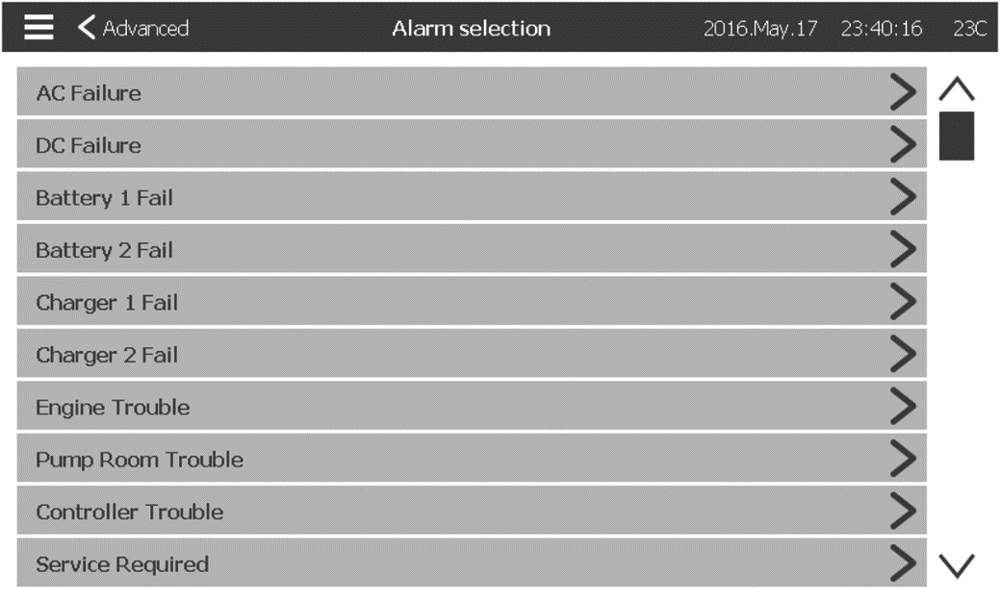 Advanced Alarm selection 2016.May.17 23:40:16 23C
AC Failure
DC Failure
Battery 1 Fail
Battery 2 Fail
Charger 1 Fail
Charger 2 Fail
Engine Trouble
Pump Room Trouble
Controller Trouble
Service Required